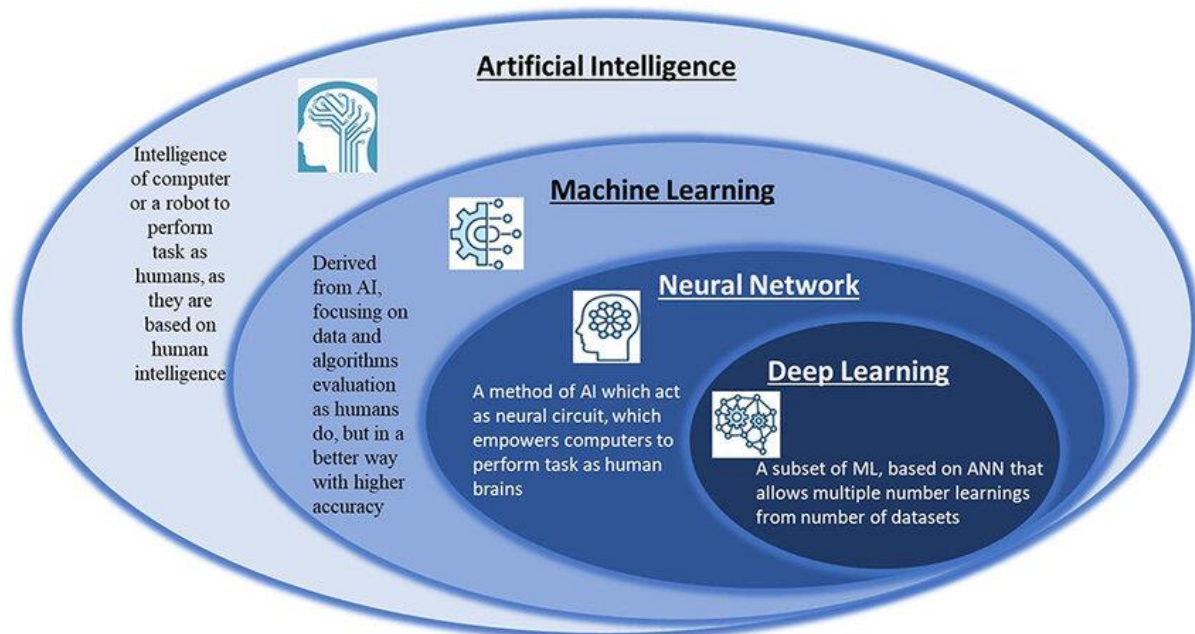 Artificial Intelligence
Intelligence
of computer
or a robot to
perform
task as
humans, as
they are
based on
human
intelligence
Machine Learning
Derived
from AI,
focusing on
data and
algorithms
evaluation
as humans
do, but in a
better way
with higher
accuracy
Neural Network
A method of AI which act
as neural circuit, which
empowers computers to
perform task as human
brains
Deep Learning
A subset of ML, based on ANN that
allows multiple number learnings
from number of datasets